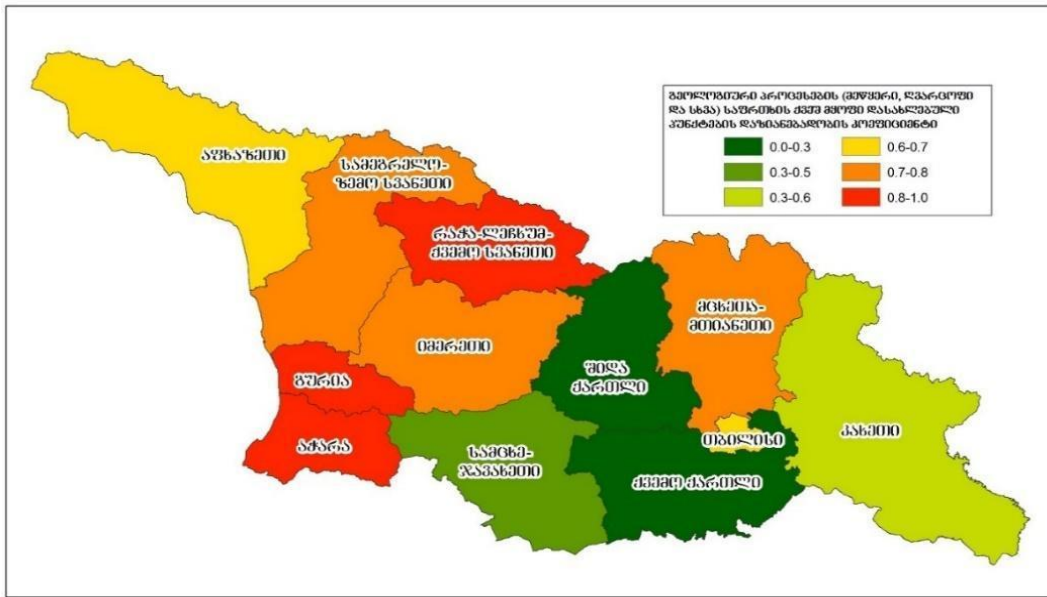 გეოლოგიური პროცესების (მეწყერი, ღვარცოფი
და სხვა) საფრთხის ქვეშ მყოფი დასახლებული
პუნქტების დაზიანებადობის კოეფიციენტი
0.0-0.3
0.6-0.7
0.3-0.5
0.7-0.8
0.3-0.6
0.8-1.0
აფხაზეთი
სამეგრელო-
ზემო სვანეთი
რაჭა-ლეჩხუმ-
ქვემო სვანეთი
მცხეთა-
მთიანეთი
იმერეთი
შიდა
ქართლი
გურია
აჭარა
სამცხე-
ჯავახეთი
თბილისი
კახეთი
ქვემო ქართლი